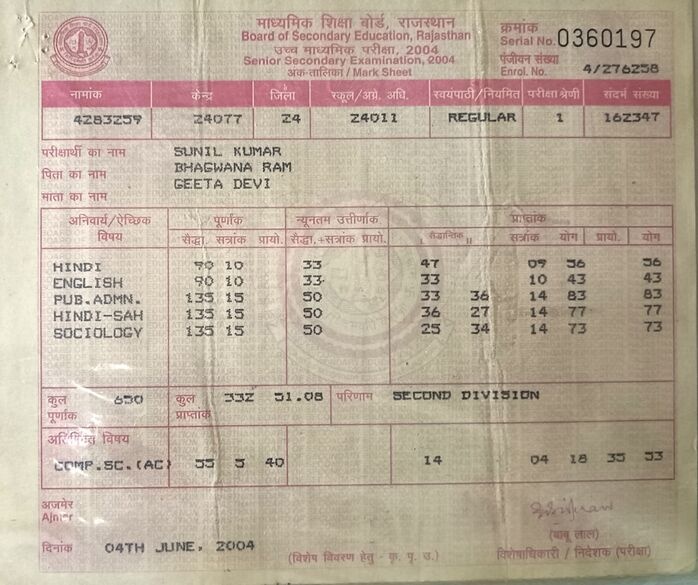 माध्यमिक शिक्षा बोर्ड, राजस्थान
Board of Secondary Education, Rajasthan
उच्च माध्यमिक परीक्षा, 2004
Senior Secondary Examination, 2004
अंक-तालिका / Mark Sheet
क्रमांक
Serial No. 0360197
पंजीयन संख्या
Enrol. No. 4/276258
नामांक केन्द्र जिला स्कूल/अग्रे. अधि. स्वयंपाठी/नियमित परीक्षा श्रेणी संदर्भ संख्या
4283259 24077 24 24011 REGULAR 1 162347
परीक्षार्थी का नाम SUNIL KUMAR
पिता का नाम BHAGWANA RAM
माता का नाम GEETA DEVI
अनिवार्य/ऐच्छिक विषय पूर्णांक न्यूनतम उत्तीर्णांक प्राप्तांक
सैद्धा. सत्रांक प्रायो. सैद्धा.+सत्रांक प्रायो. I सैद्धान्तिक II सत्रांक योग प्रायो. योग
HINDI 90 10 33 47 09 56 56
ENGLISH 90 10 33 33 10 43 43
PUB.ADMN. 135 15 50 33 36 14 83 83
HINDI-SAH 135 15 50 36 27 14 77 77
SOCIOLOGY 135 15 50 25 34 14 73 73
कुल पूर्णांक 650 कुल प्राप्तांक 332 51.08 परिणाम SECOND DIVISION
अतिरिक्त विषय
COMP.SC.(AC) 55 5 40 14 04 18 35 53
अजमेर
Ajmer
(बाबू लाल)
दिनांक 04TH JUNE, 2004 (विशेष विवरण हेतु - कृ. पृ. उ.) विशेषाधिकारी / निदेशक (परीक्षा)